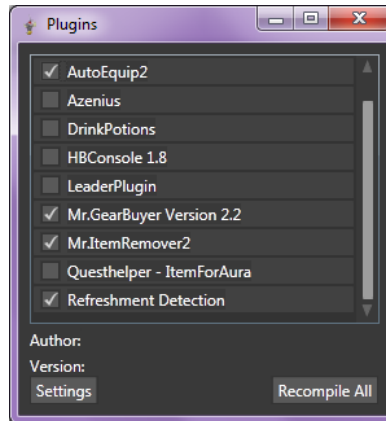 Plugins
AutoEquip2
Azenius
DrinkPotions
HBConsole 1.8
LeaderPlugin
Mr.GearBuyer Version 2.2
Mr.ItemRemover2
Questhelper - ItemForAura
Refreshment Detection
Author:
Version:
Settings Recompile All